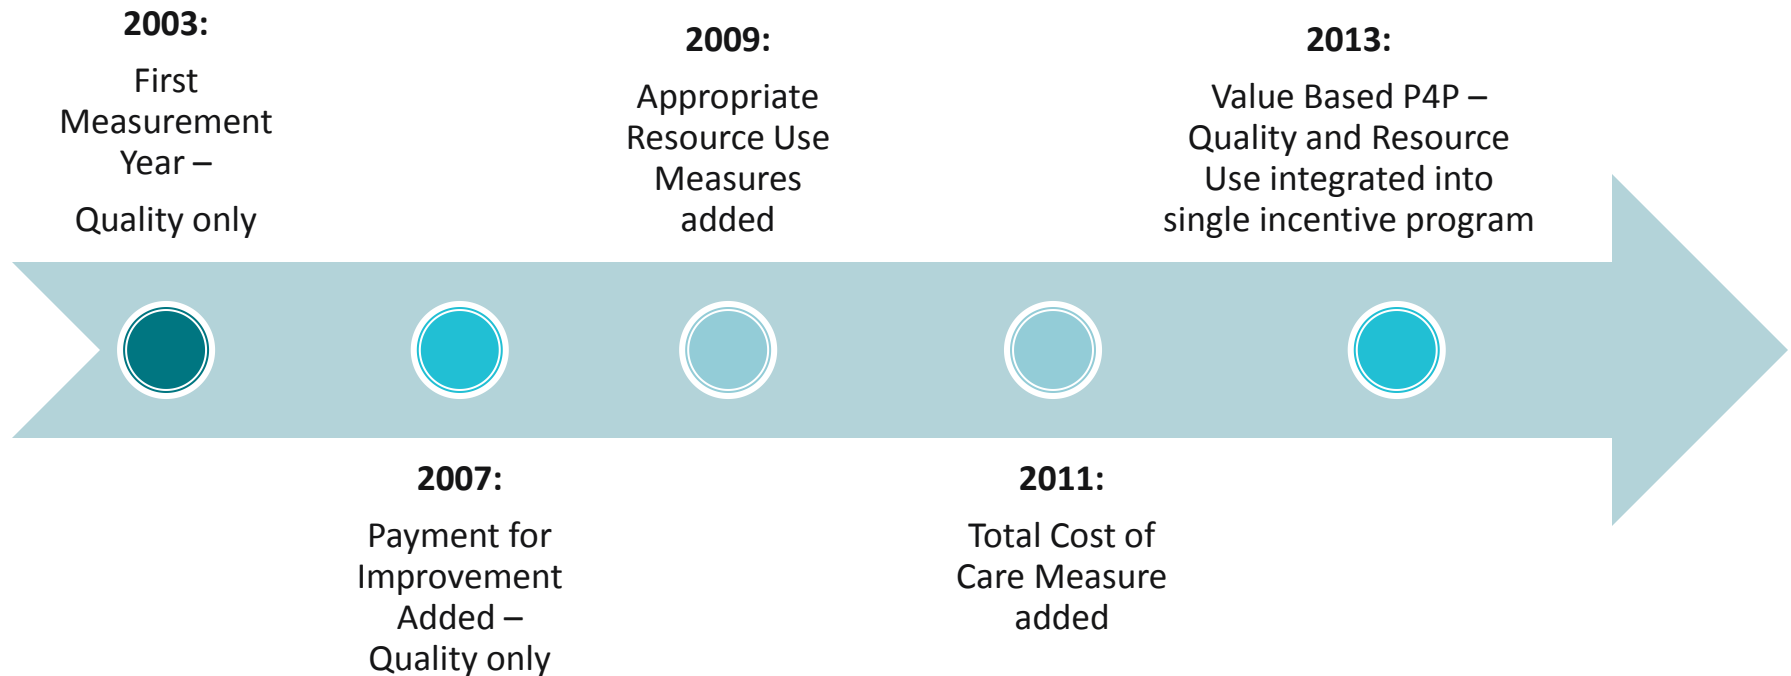 2003:
First
Measurement
Year –
Quality only
2007:
Payment for
Improvement
Added –
Quality only
2009:
Appropriate
Resource Use
Measures
added
2011:
Total Cost of
Care Measure
added
2013:
Value Based P4P –
Quality and Resource
Use integrated into
single incentive program